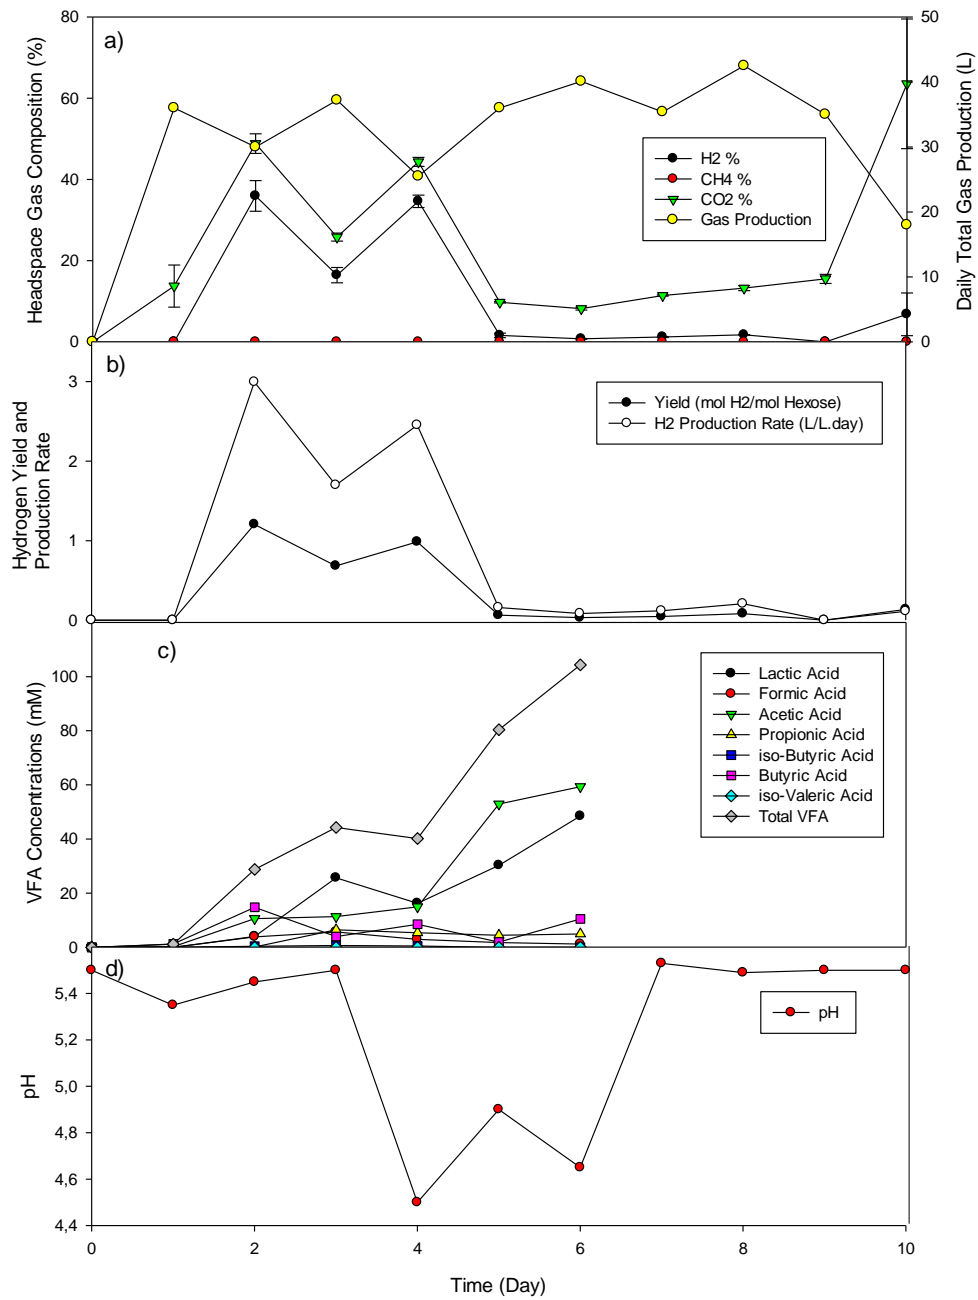 a)
Headspace Gas Composition (%)
80
60
40
20
0
Daily Total Gas Production (L)
50
40
30
20
10
0
H2 %
CH4 %
CO2 %
Gas Production
b)
Hydrogen Yield and
Production Rate
3
2
1
0
Yield (mol H2/mol Hexose)
H2 Production Rate (L/L.day)
c)
VFA Concentrations (mM)
100
80
60
40
20
0
Lactic Acid
Formic Acid
Acetic Acid
Propionic Acid
iso-Butyric Acid
Butyric Acid
iso-Valeric Acid
Total VFA
d)
pH
5,4
5,2
5,0
4,8
4,6
4,4
pH
0
2
4
6
8
10
Time (Day)